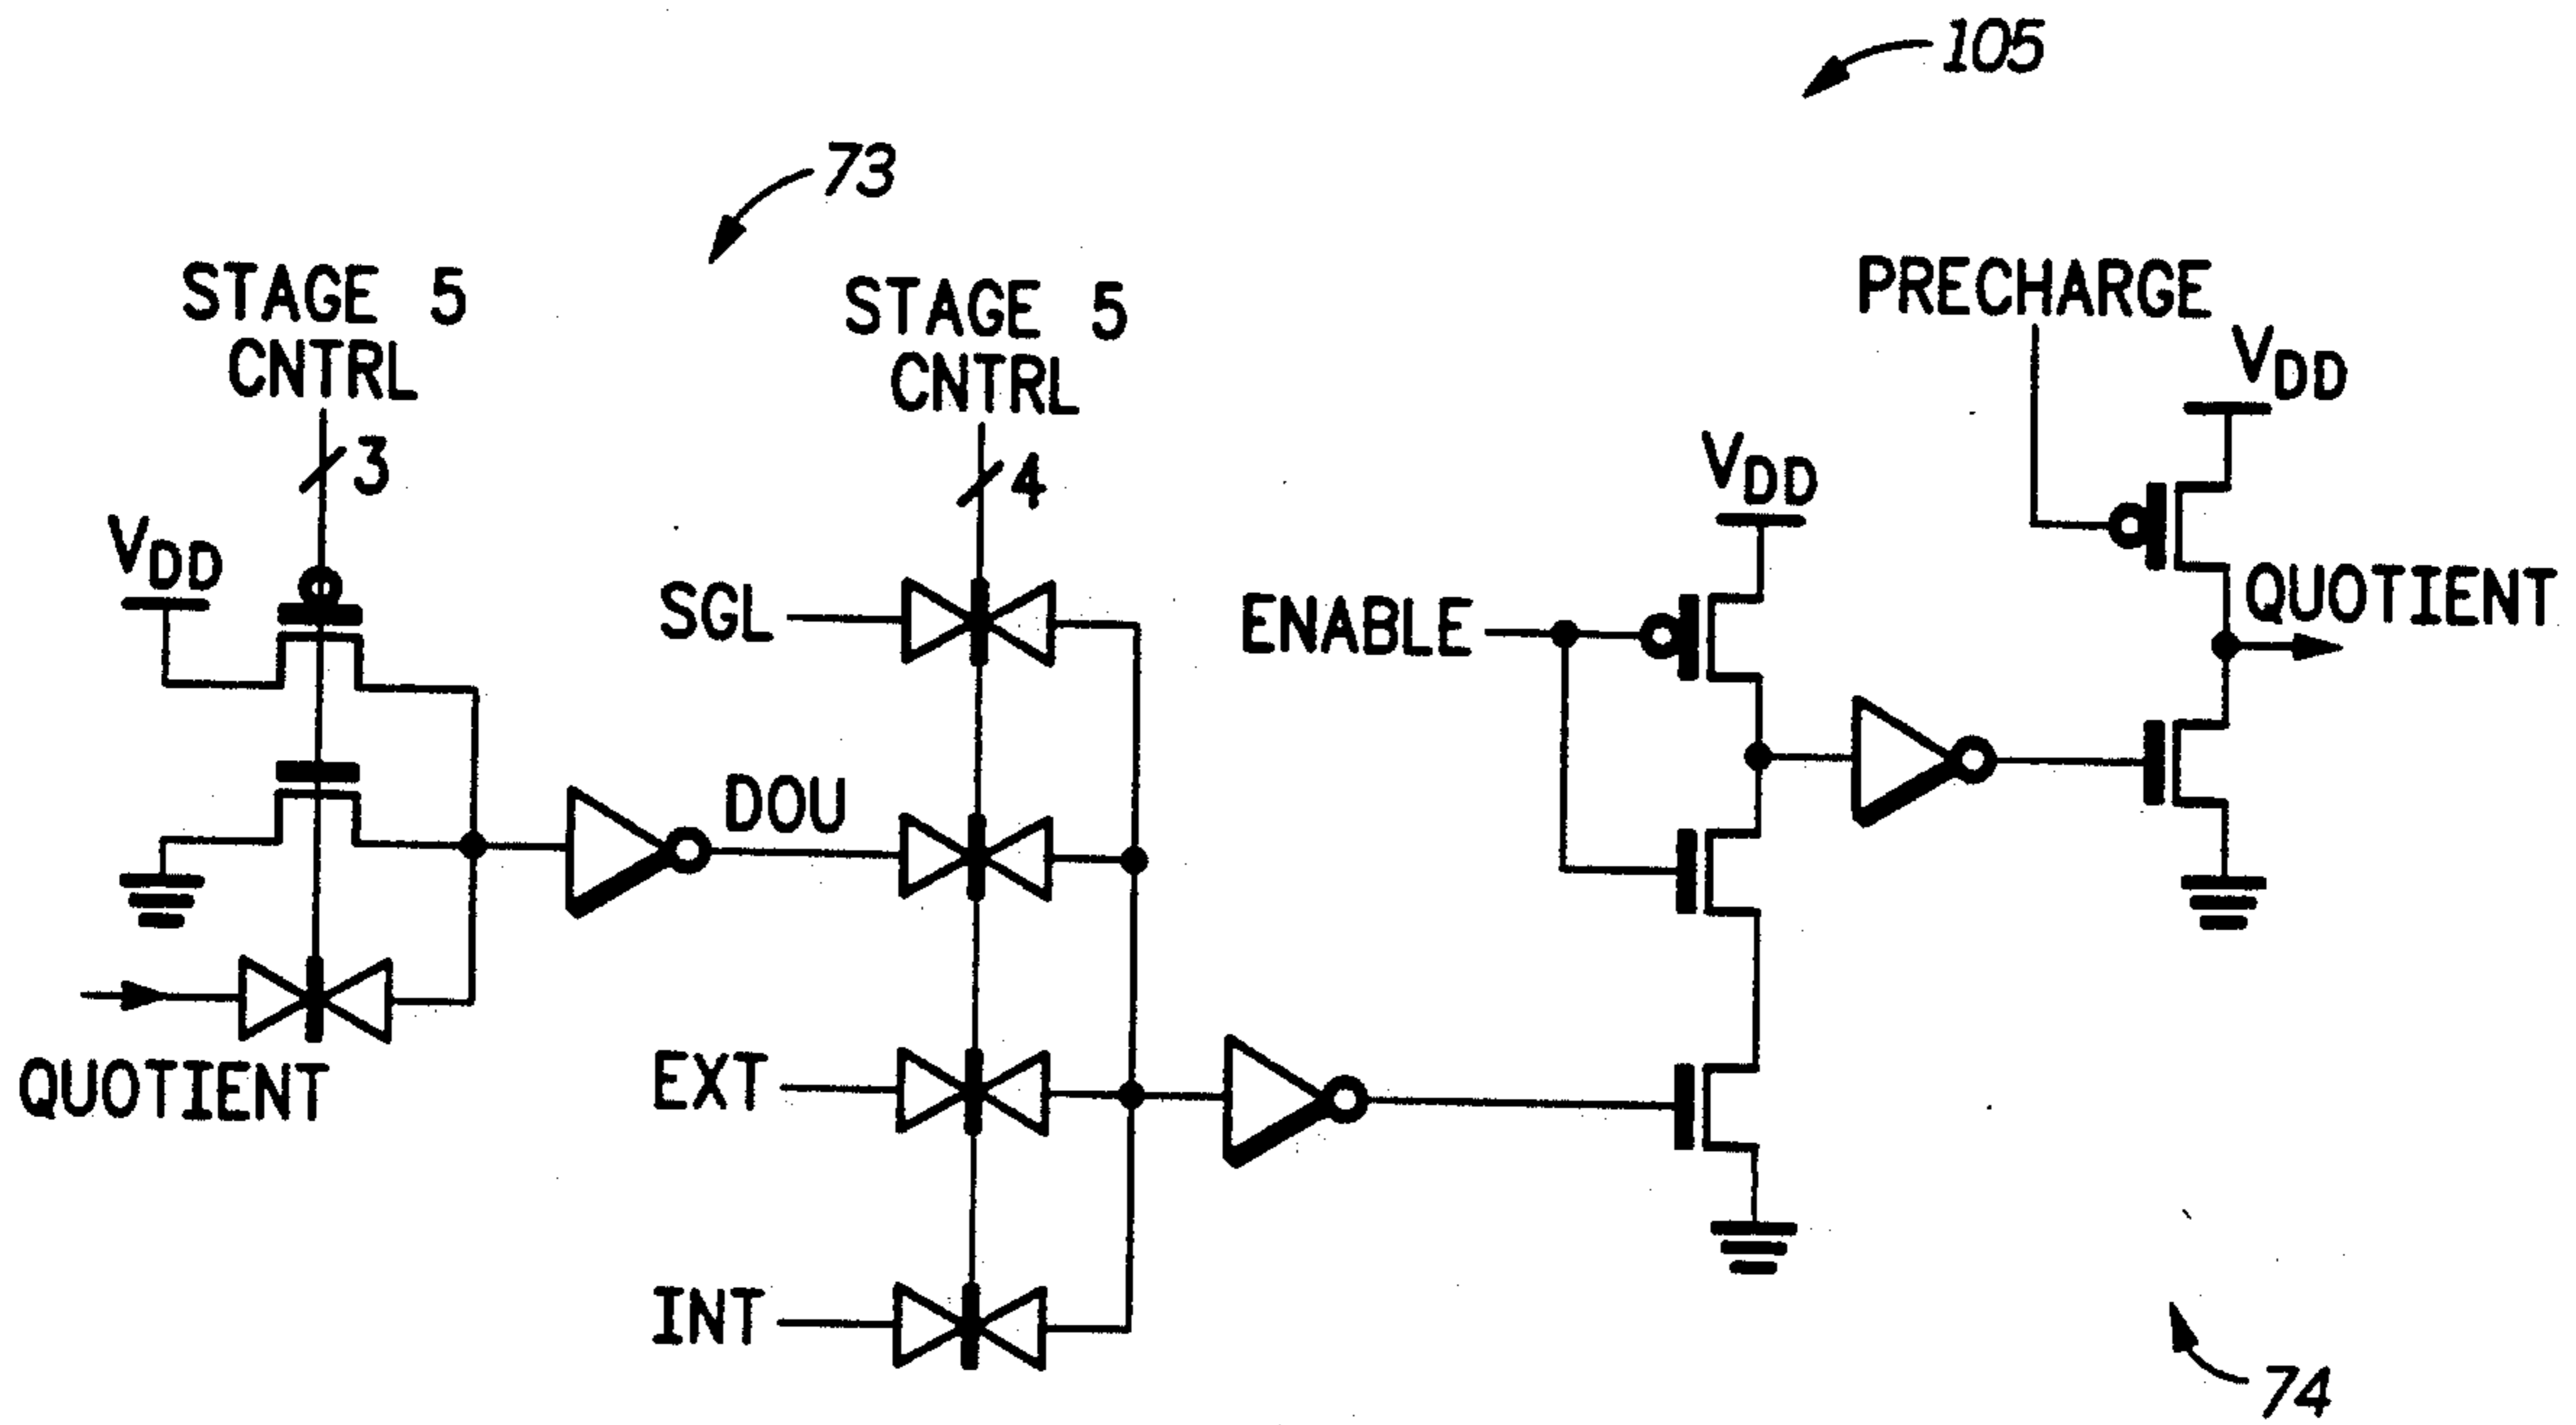 105
73
STAGE 5
CNTRL
3
STAGE 5
CNTRL
4
PRECHARGE
VDD
VDD
VDD
SGL
ENABLE
QUOTIENT
DOU
QUOTIENT
EXT
INT
74